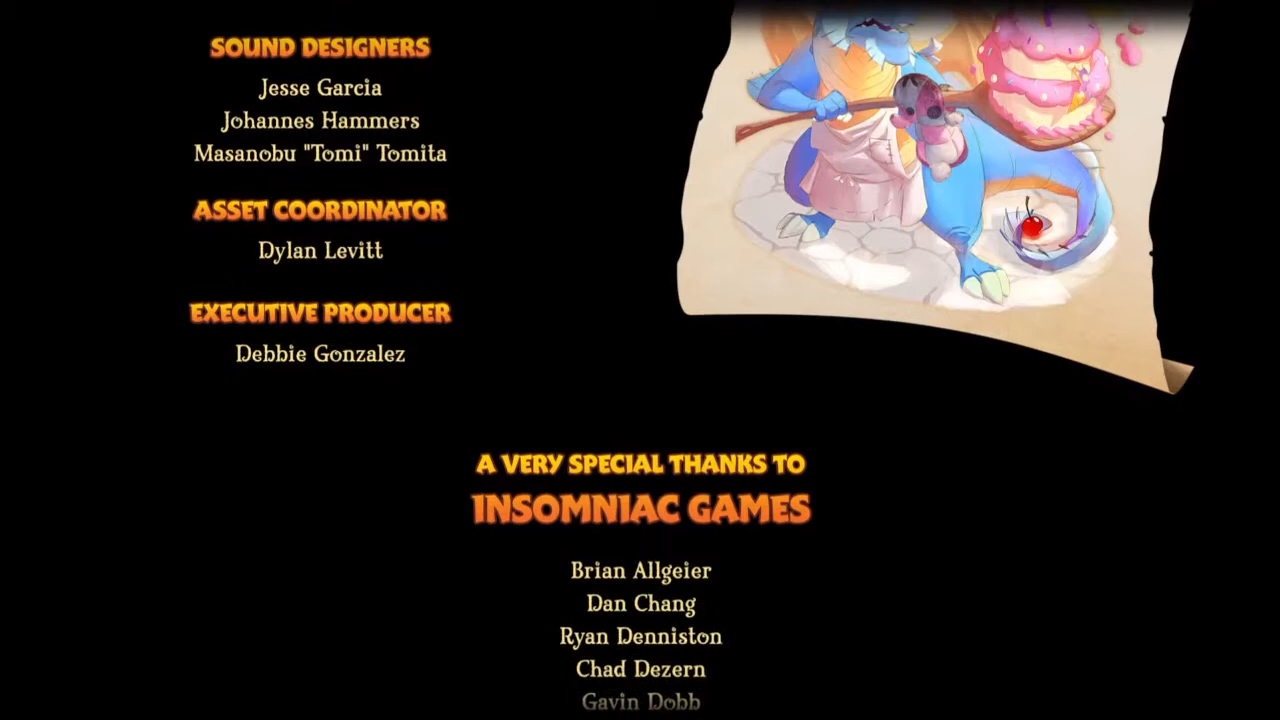 SOUND DESIGNERS
Jesse Garcia
Johannes Hammers
Masanobu "Tomi" Tomita
ASSET COORDINATOR
Dylan Levitt
EXECUTIVE PRODUCER
Debbie Gonzalez
A VERY SPECIAL THANKS TO
INSOMNIAC GAMES
Brian Allgeier
Dan Chang
Ryan Denniston
Chad Dezern
Gavin Dobb